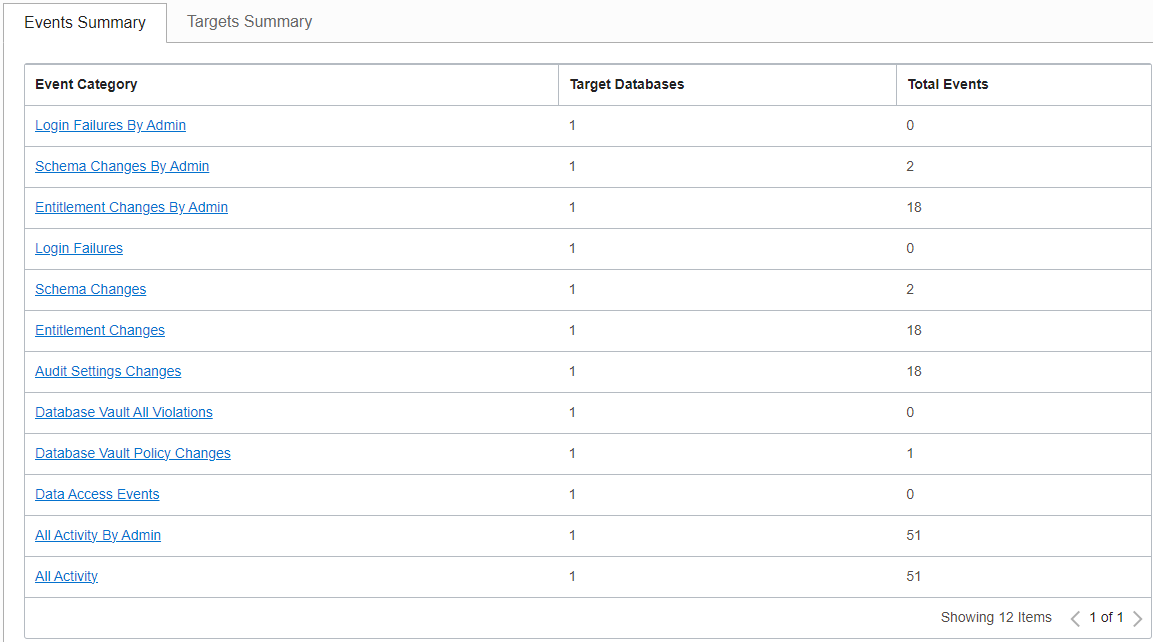 Events Summary Targets Summary
Event Category Target Databases Total Events
Login Failures By Admin 1 0
Schema Changes By Admin 1 2
Entitlement Changes By Admin 1 18
Login Failures 1 0
Schema Changes 1 2
Entitlement Changes 1 18
Audit Settings Changes 1 18
Database Vault All Violations 1 0
Database Vault Policy Changes 1 1
Data Access Events 1 0
All Activity By Admin 1 51
All Activity 1 51
Showing 12 Items 1 of 1